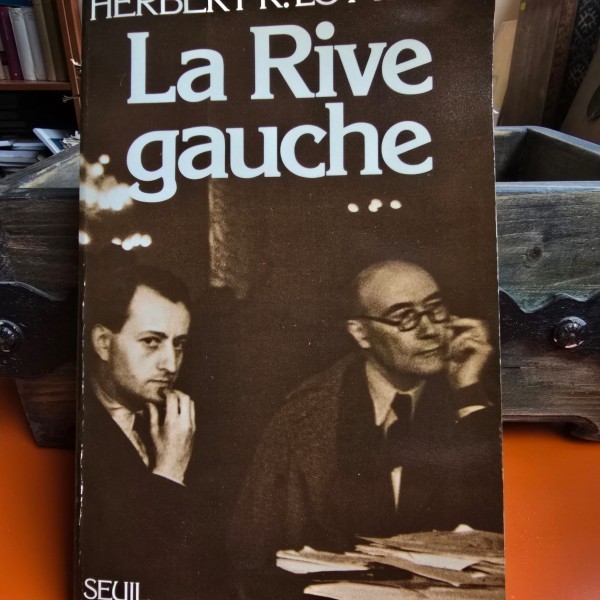 HERBERT R.
La Rive
gauche
SEUIL